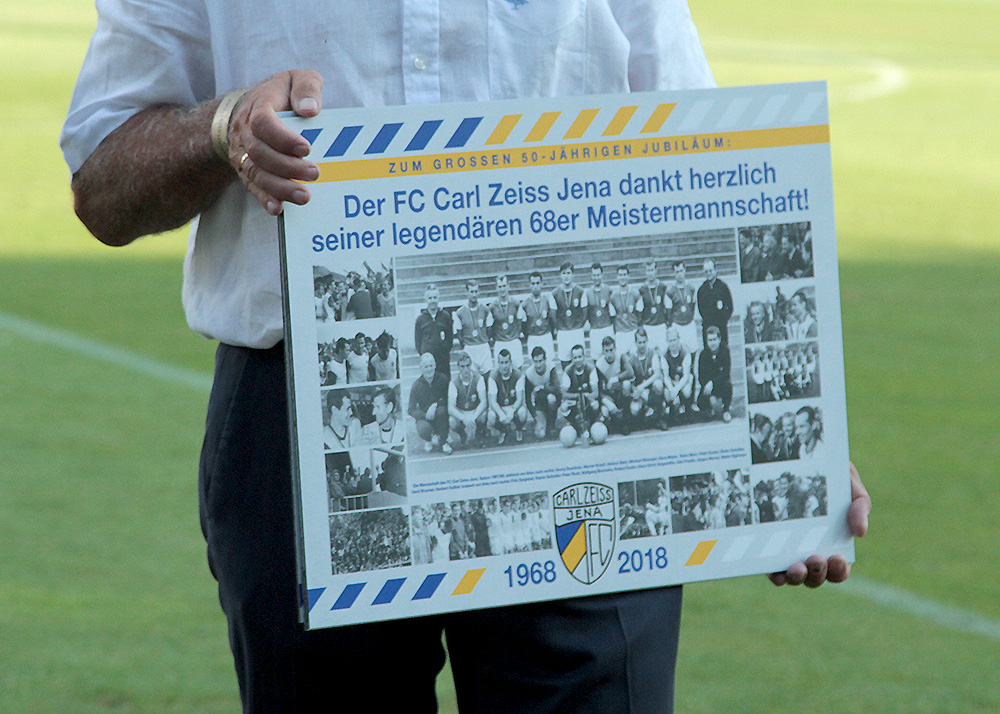 ZUM GROSSEN 50-JÄHRIGEN JUBILÄUM:
Der FC Carl Zeiss Jena dankt herzlich
seiner legendären 68er Meistermannschaft!
CARL ZEISS
JENA
FC
1968 2018